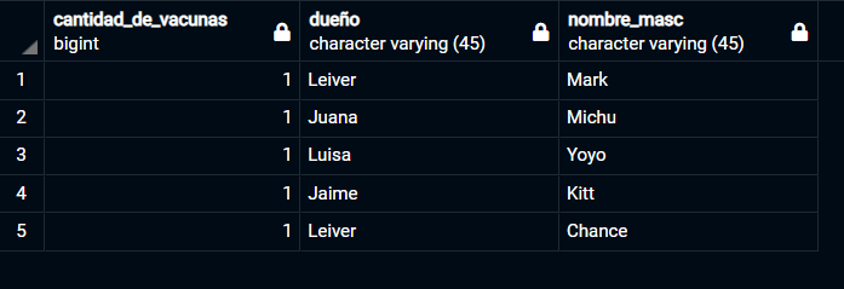 cantidad_de_vacunas dueño nombre_masc
bigint character varying (45) character varying (45)
1 1 Leiver Mark
2 1 Juana Michu
3 1 Luisa Yoyo
4 1 Jaime Kitt
5 1 Leiver Chance